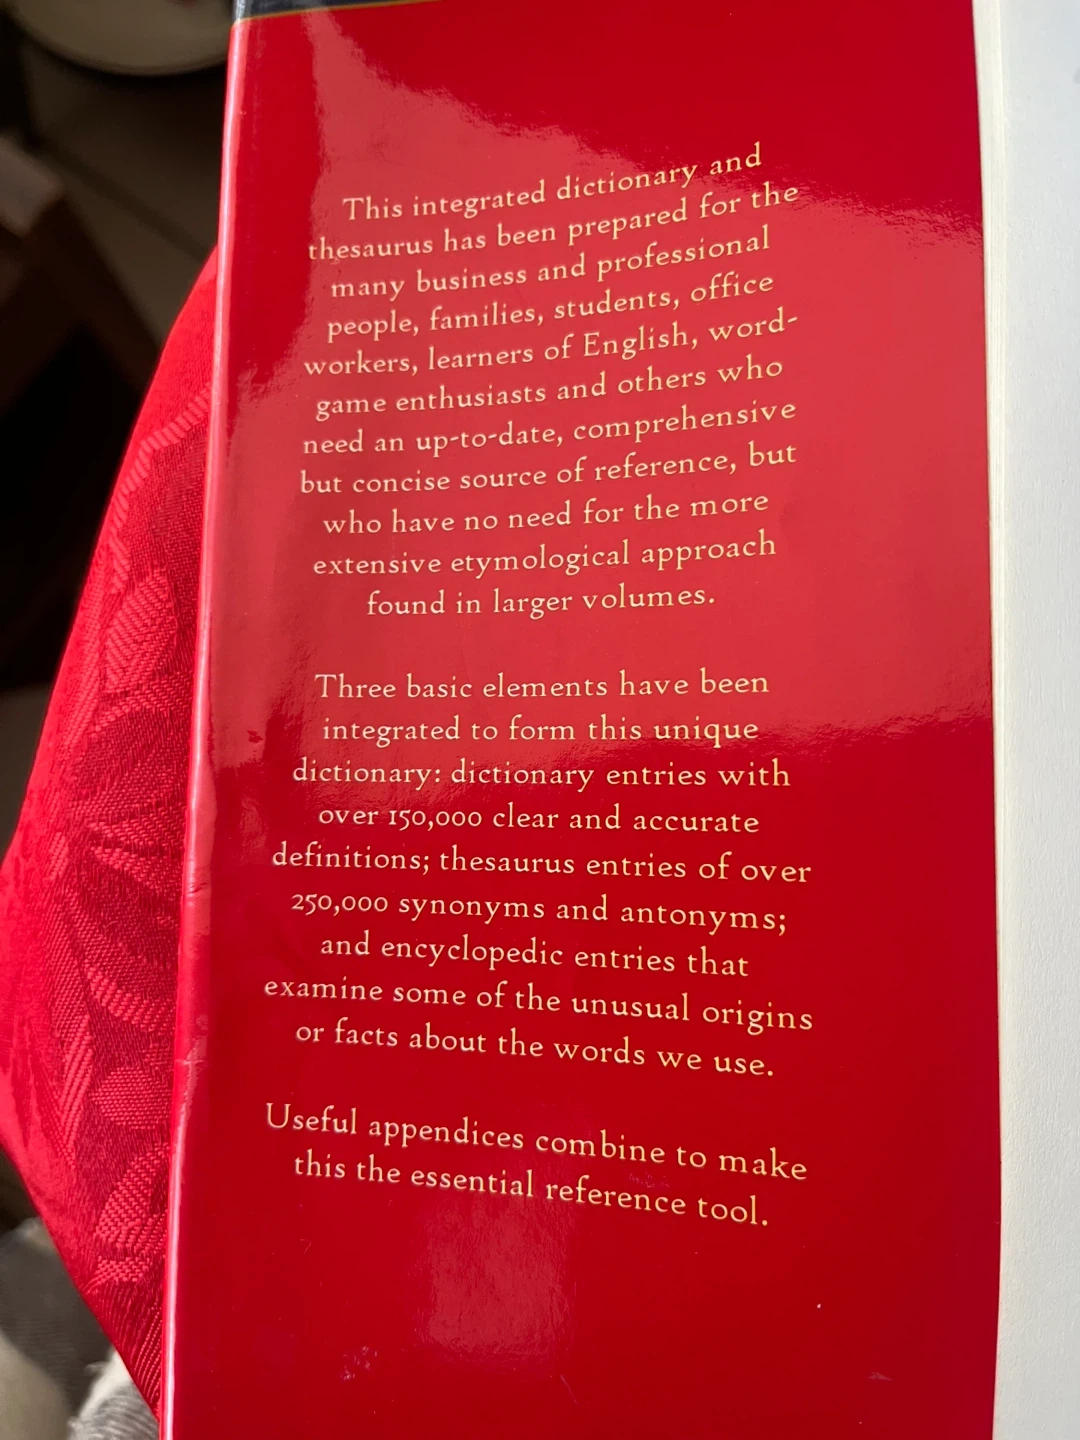 This integrated dictionary and
thesaurus has been prepared for the
many business and professional
people, families, students, office
workers, learners of English, word-
game enthusiasts and others who
need an up-to-date, comprehensive
but concise source of reference, but
who have no need for the more
extensive etymological approach
found in larger volumes.
Three basic elements have been
integrated to form this unique
dictionary: dictionary entries with
over 150,000 clear and accurate
definitions; thesaurus entries of over
250,000 synonyms and antonyms;
and encyclopedic entries that
examine some of the unusual origins
or facts about the words we use.
Useful appendices combine to make
this the essential reference tool.